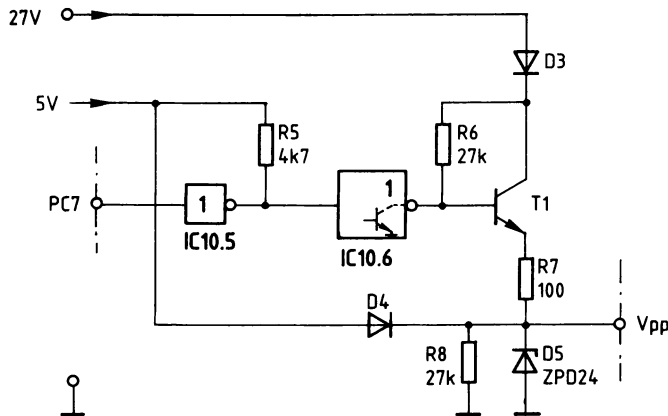 27V
D3
5V
R5
4k7
R6
27k
PC7
1
IC10.5
1
IC10.6
T1
R7
100
D4
Vpp
R8
27k
D5
ZPD24